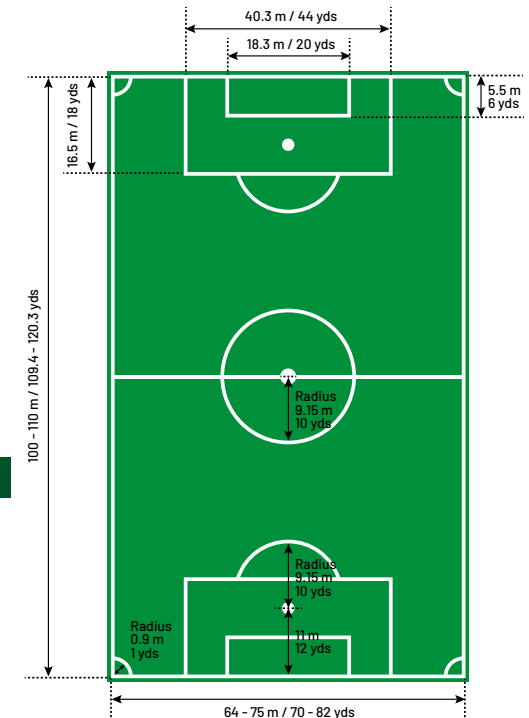 40.3 m / 44 yds
18.3 m / 20 yds
5.5 m
6 yds
16.5 m / 18 yds
100 - 110 m / 109.4 - 120.3 yds
Radius
9.15 m
10 yds
Radius
9.15 m
10 yds
Radius
0.9 m
1 yds
11 m
12 yds
64 - 75 m / 70 - 82 yds